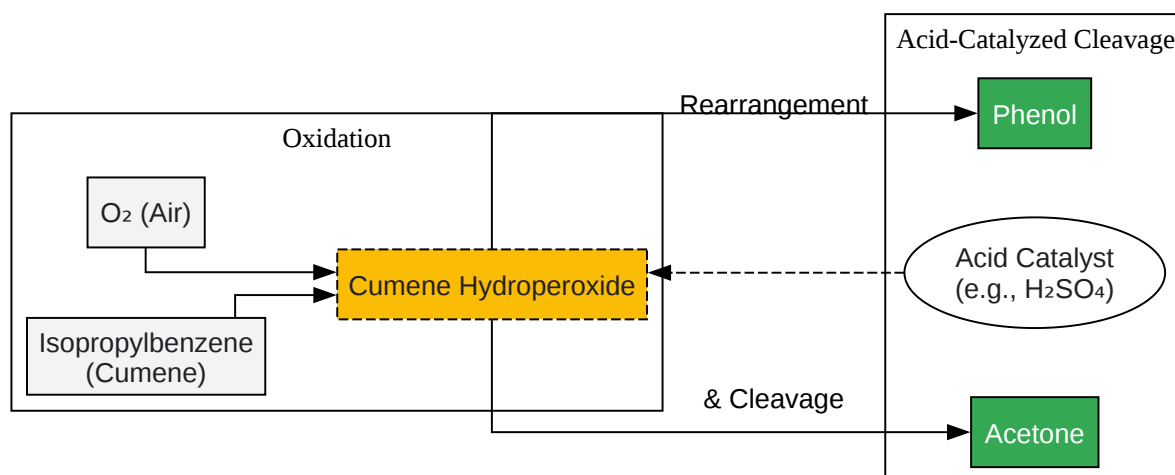 Acid-Catalyzed Cleavage
Rearrangement
Phenol
Oxidation
O₂ (Air)
Cumene Hydroperoxide
Acid Catalyst
(e.g., H₂SO₄)
Isopropylbenzene
(Cumene)
& Cleavage
Acetone